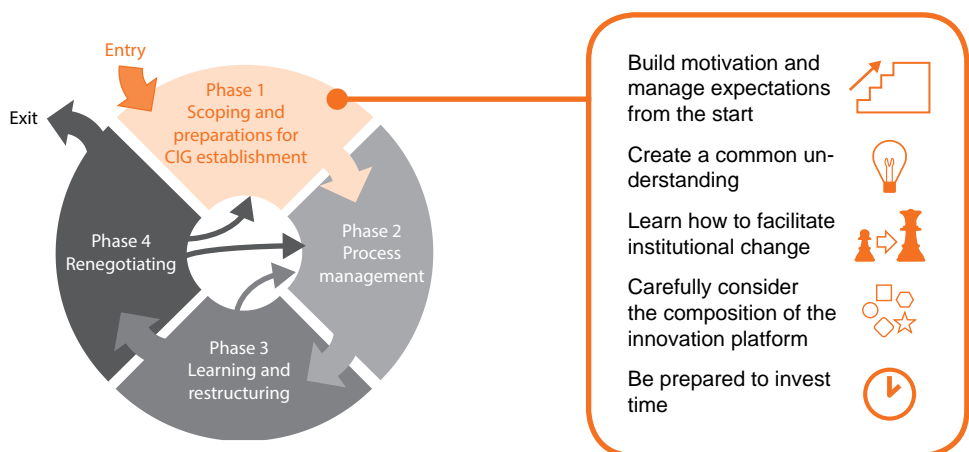 Entry
Exit
Phase 1
Scoping and
preparations for
CIG establishment
Phase 2
Process
management
Phase 3
Learning and
restructuring
Phase 4
Renegotiating
Build motivation and
manage expectations
from the start
Create a common un-
derstanding
Learn how to facilitate
institutional change
Carefully consider
the composition of the
innovation platform
Be prepared to invest
time